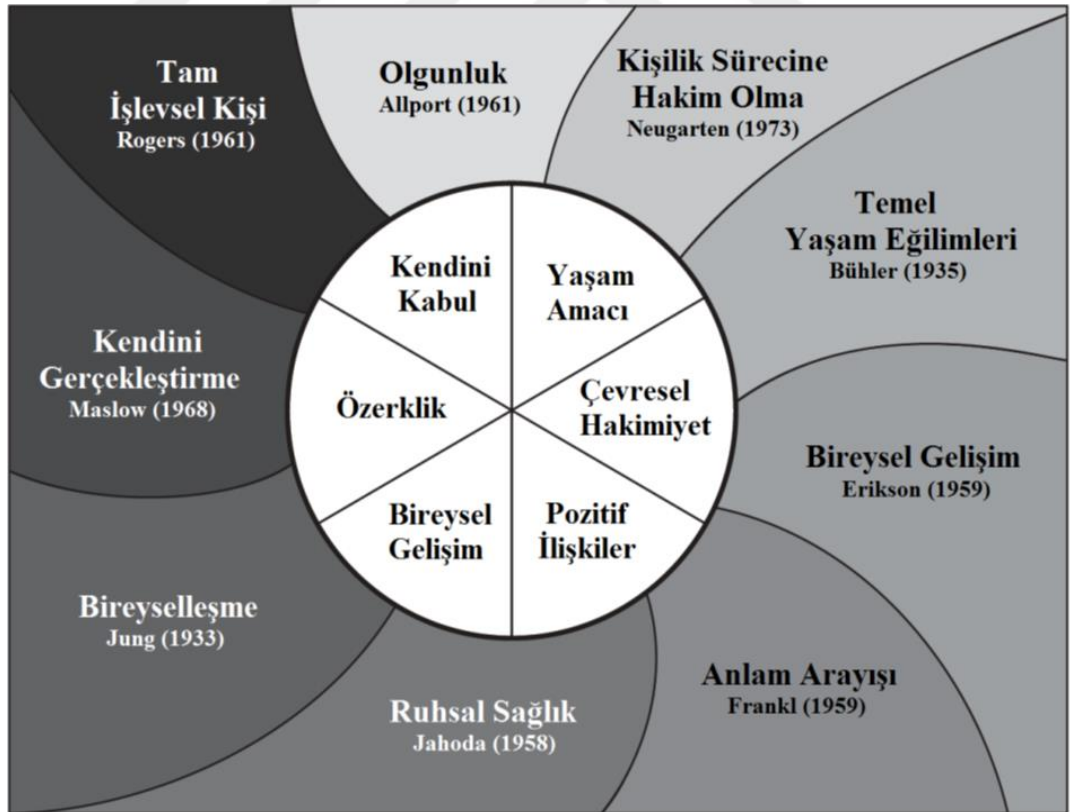 Tam
İşlevsel Kişi
Rogers (1961)
Olgunluk
Allport (1961)
Kişilik Sürecine
Hakim Olma
Neugarten (1973)
Temel
Yaşam Eğilimleri
Bühler (1935)
Kendini
Gerçekleştirme
Maslow (1968)
Bireysel Gelişim
Erikson (1959)
Bireyselleşme
Jung (1933)
Ruhsal Sağlık
Jahoda (1958)
Anlam Arayışı
Frankl (1959)
Kendini
Kabul
Yaşam
Amacı
Özerklik
Çevresel
Hakimiyet
Bireysel
Gelişim
Pozitif
İlişkiler